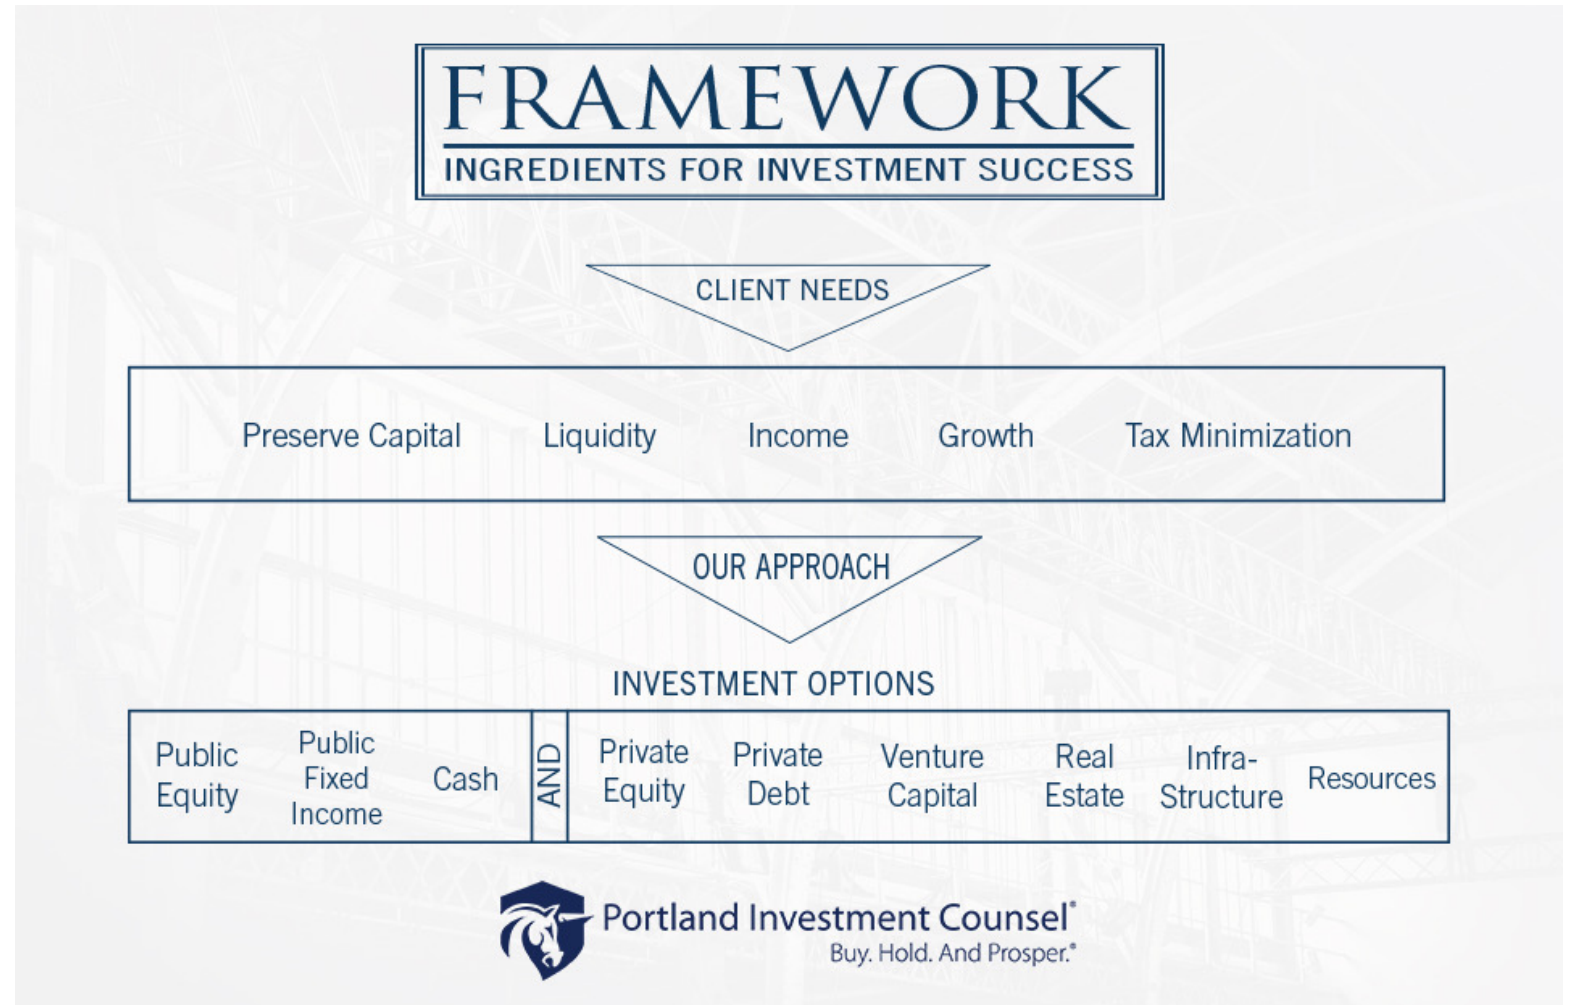 FRAMEWORK
INGREDIENTS FOR INVESTMENT SUCCESS
CLIENT NEEDS
Preserve Capital Liquidity Income Growth Tax Minimization
OUR APPROACH
INVESTMENT OPTIONS
Public
Equity
Public
Fixed
Income
Cash
AND
Private
Equity
Private
Debt
Venture
Capital
Real
Estate
Infra-
Structure
Resources
Portland Investment Counsel®
Buy. Hold. And Prosper.®